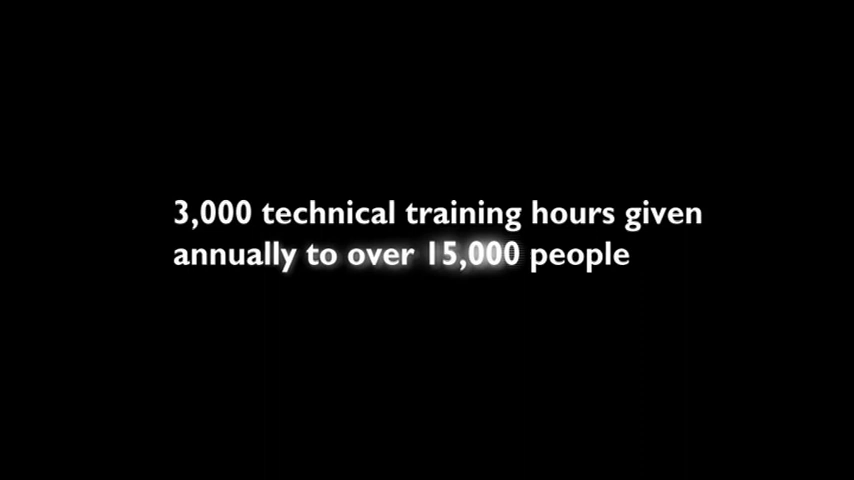 3,000 technical training hours given
annually to over 15,000 people